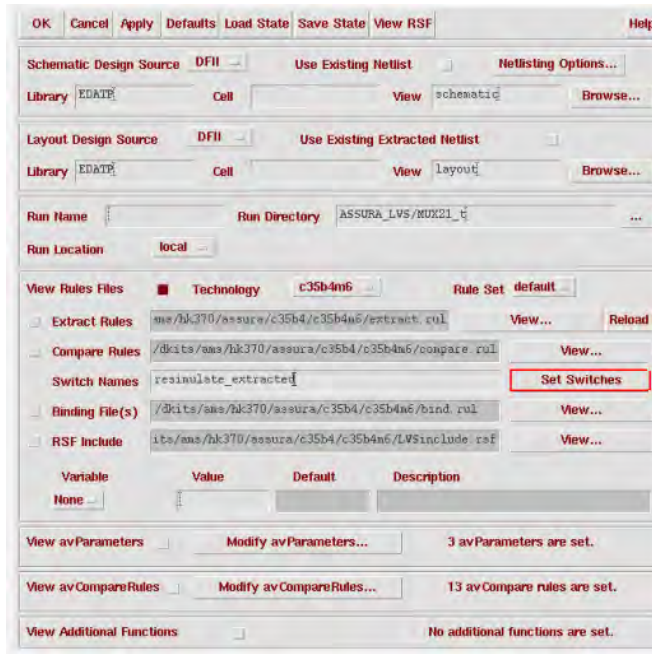 OK Cancel Apply Defaults Load State Save State View RSF Help
Schematic Design Source DFII Use Existing Netlist Netlisting Options...
Library EDATP Cell View schematic Browse...
Layout Design Source DFII Use Existing Extracted Netlist
Library EDATP Cell View layout Browse...
Run Name Run Directory ASSURA_LVS/MUX21_t ...
Run Location local
View Rules Files Technology c35b4m6 Rule Set default
Extract Rules ams/hk370/assura/c35b4/c35b4m6/extract.rul View... Reload
Compare Rules /dkits/ams/hk370/assura/c35b4/c35b4m6/compare.rul View...
Switch Names resimulate_extracted Set Switches
Binding File(s) /dkits/ams/hk370/assura/c35b4/c35b4m6/bind.rul View...
RSF Include its/ams/hk370/assura/c35b4/c35b4m6/LVSinclude.rsf View...
Variable Value Default Description
None
View avParameters Modify avParameters... 3 avParameters are set.
View avCompareRules Modify avCompareRules... 13 avCompare rules are set.
View Additional Functions No additional functions are set.